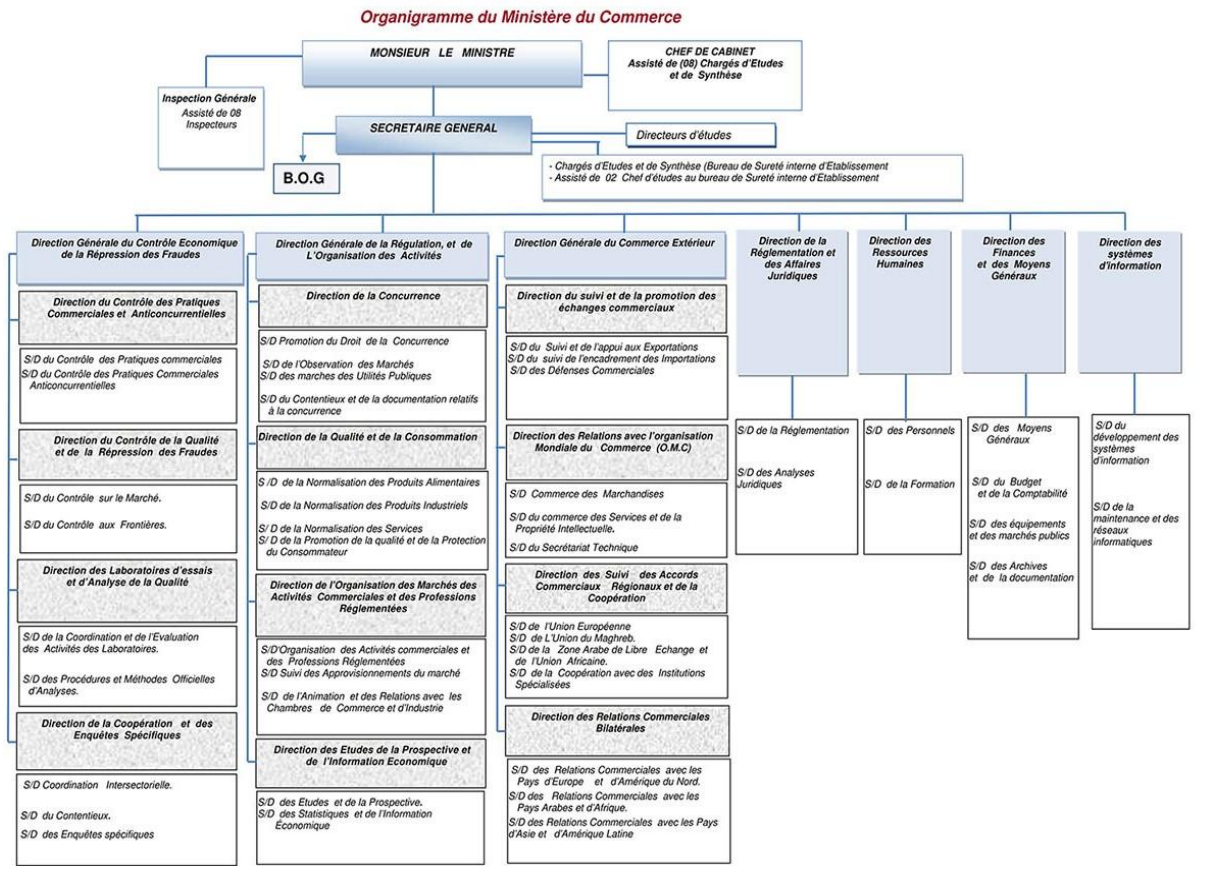 Organigramme du Ministère du Commerce
MONSIEUR LE MINISTRE
CHEF DE CABINET
Assisté de (08) Chargés d'Etudes
et de Synthèse
Inspection Générale
Assisté de 08
Inspecteurs
SECRETAIRE GENERAL
Directeurs d'études
B.O.G
- Chargés d'Etudes et de Synthèse (Bureau de Sureté interne d'Etablissement
- Assisté de 02 Chef d'études au bureau de Sureté interne d'Etablissement
Direction Générale du Contrôle Economique
de la Répression des Fraudes
Direction du Contrôle des Pratiques
Commerciales et Anticoncurrentielles
S/D du Contrôle des Pratiques commerciales
S/D du Contrôle des Pratiques Commerciales
Anticoncurrentielles
Direction du Contrôle de la Qualité
et de la Répression des Fraudes
S/D du Contrôle sur le Marché.
S/D du Contrôle aux Frontières.
Direction des Laboratoires d'essais
et d'Analyse de la Qualité
S/D de la Coordination et de l'Evaluation
des Activités des Laboratoires.
S/D des Procédures et Méthodes Officielles
d'Analyses.
Direction de la Coopération et des
Enquêtes Spécifiques
S/D Coordination Intersectorielle.
S/D du Contentieux.
S/D des Enquêtes spécifiques
Direction Générale de la Régulation, et de
L'Organisation des Activités
Direction de la Concurrence
S/D Promotion du Droit de la Concurrence
S/D de l'Observation des Marchés
S/D des marches des Utilités Publiques
S/D du Contentieux et de la documentation relatifs
à la concurrence
Direction de la Qualité et de la Consommation
S /D de la Normalisation des Produits Alimentaires
S/D de la Normalisation des Produits Industriels
S/ D de la Normalisation des Services
S/ D de la Promotion de la qualité et de la Protection
du Consommateur
Direction de l'Organisation des Marchés des
Activités Commerciales et des Professions
Réglementées
S/D'Organisation des Activités commerciales et
des Professions Réglementées
S/D Suivi des Approvisionnements du marché
S/D de l'Animation et des Relations avec les
Chambres de Commerce et d'Industrie
Direction des Etudes de la Prospective et
de l'Information Economique
S/D des Etudes et de la Prospective.
S/D des Statistiques et de l'Information
Économique
Direction Générale du Commerce Extérieur
Direction du suivi et de la promotion des
échanges commerciaux
S/D du Suivi et de l'appui aux Exportations
S/D du suivi de l'encadrement des Importations
S/D des Défenses Commerciales
Direction des Relations avec l'organisation
Mondiale du Commerce (O.M.C)
S/D Commerce des Marchandises
S/D du commerce des Services et de la
Propriété Intellectuelle.
S/D du Secrétariat Technique
Direction des Suivi des Accords
Commerciaux Régionaux et de la
Coopération
S/D de l'Union Européenne
S/D de L'Union du Maghreb.
S/D de la Zone Arabe de Libre Echange et
de l'Union Africaine.
S/D de la Coopération avec des Institutions
Spécialisées
Direction des Relations Commerciales
Bilatérales
S/D des Relations Commerciales avec les
Pays d'Europe et d'Amérique du Nord.
S/D des Relations Commerciales avec les
Pays Arabes et d'Afrique.
S/D des Relations Commerciales avec les Pays
d'Asie et d'Amérique Latine
Direction de la
Réglementation et
des Affaires
Juridiques
S/D de la Réglementation
S/D des Analyses
Juridiques
Direction des
Ressources
Humaines
S/D des Personnels
S/D de la Formation
Direction des
Finances
et des Moyens
Généraux
S/D des Moyens
Généraux
S/D du Budget
et de la Comptabilité
S/D des équipements
et des marchés publics
S/D des Archives
et de la documentation
Direction des
systèmes
d'information
S/D du
développement des
systèmes
d'information
S/D de la
maintenance et des
réseaux
informatiques